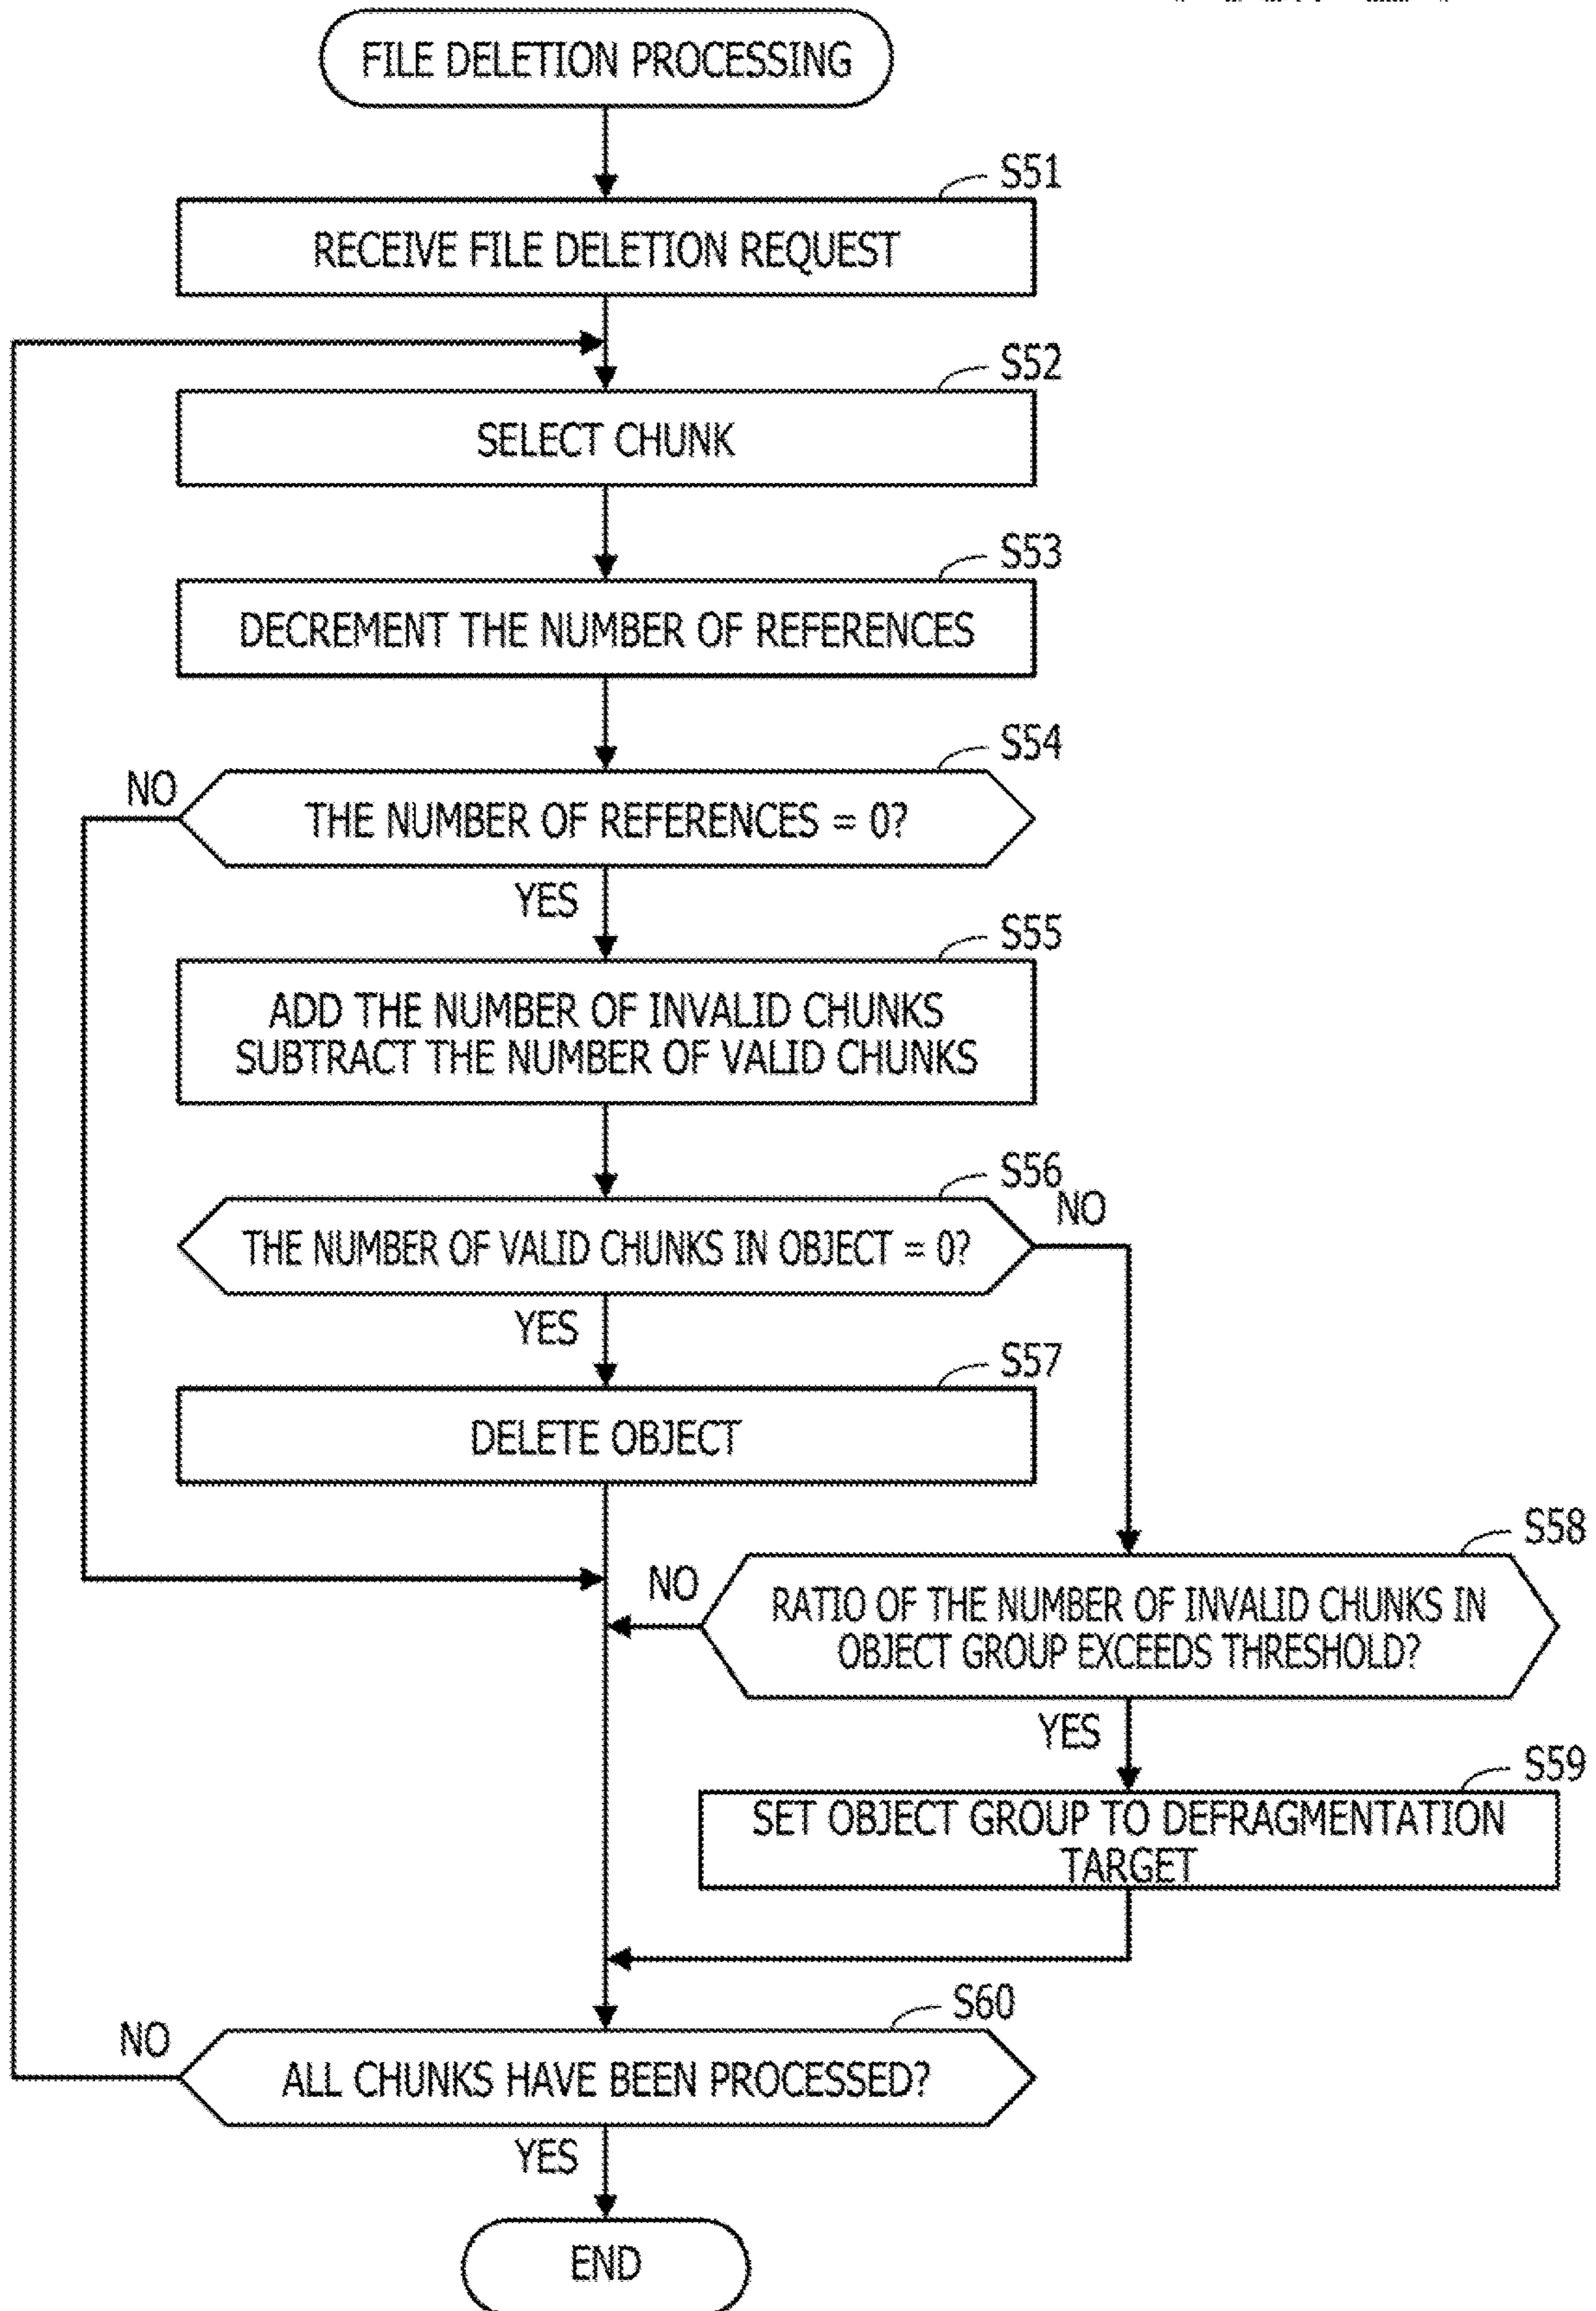 FILE DELETION PROCESSING
S51
RECEIVE FILE DELETION REQUEST
S52
SELECT CHUNK
S53
DECREMENT THE NUMBER OF REFERENCES
S54
NO
THE NUMBER OF REFERENCES = 0?
YES
S55
ADD THE NUMBER OF INVALID CHUNKS
SUBTRACT THE NUMBER OF VALID CHUNKS
S56
NO
THE NUMBER OF VALID CHUNKS IN OBJECT = 0?
YES
S57
DELETE OBJECT
S58
NO
RATIO OF THE NUMBER OF INVALID CHUNKS IN
OBJECT GROUP EXCEEDS THRESHOLD?
YES
S59
SET OBJECT GROUP TO DEFRAGMENTATION
TARGET
S60
NO
ALL CHUNKS HAVE BEEN PROCESSED?
YES
END